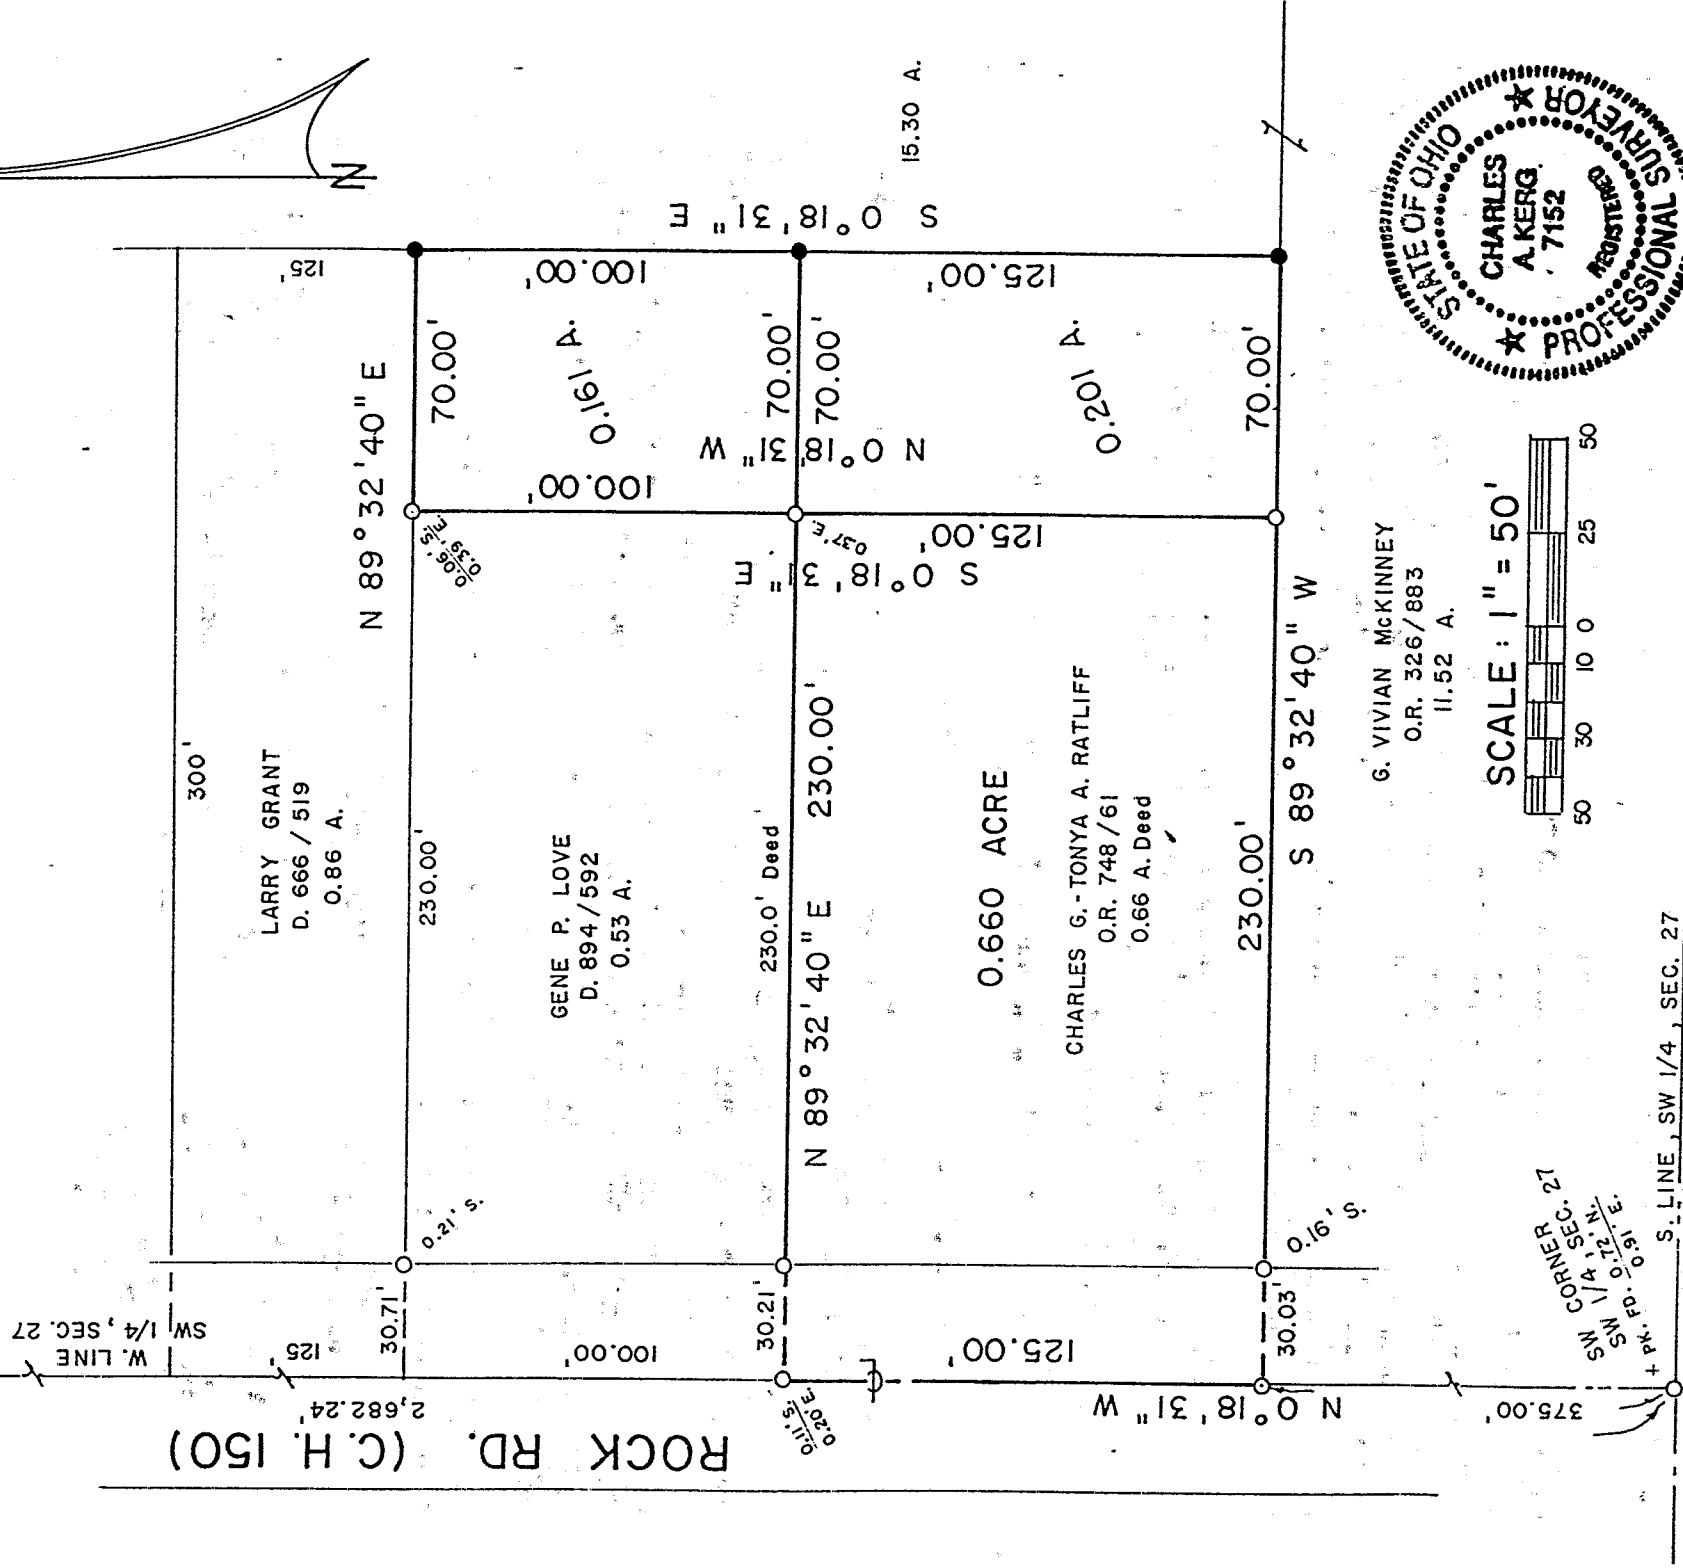 N
W. LINE
SW 1/4, SEC. 27
300'
125'
125'
LARRY GRANT
D. 666 / 519
0.86 A.
N 89° 32' 40" E
230.00'
70.00'
30.71'
0.21' S.
0.06' S.
0.39' E.
2,682.24'
ROCK RD. (C.H. 150)
100.00'
GENE P. LOVE
D. 894 / 592
0.53 A.
100.00'
0.161 A.
100.00'
S 0° 18' 31" E
15.30 A.
230.0' Deed
70.00'
N 0° 18' 31" W
30.21'
0.11' S.
0.20' E.
N 89° 32' 40" E 230.00'
0.37' E.
70.00'
S 0° 18' 31" E
125.00'
0.660 ACRE
CHARLES G.-TONYA A. RATLIFF
O.R. 748 / 61
0.66 A. Deed
125.00'
0.201 A.
125.00'
N 0° 18' 31" W
230.00'
70.00'
30.03'
0.16' S.
S 89° 32' 40" W
G. VIVIAN McKINNEY
O.R. 326 / 883
11.52 A.
375.00'
SW CORNER
SW 1/4, SEC. 27
+ PK. FD. 0.72' N.
0.91' E.
S. LINE, SW 1/4, SEC. 27
SCALE : 1" = 50'
50 30 10 0 25 50
STATE OF OHIO
CHARLES
A. KERG
7152
REGISTERED
PROFESSIONAL SURVEYOR